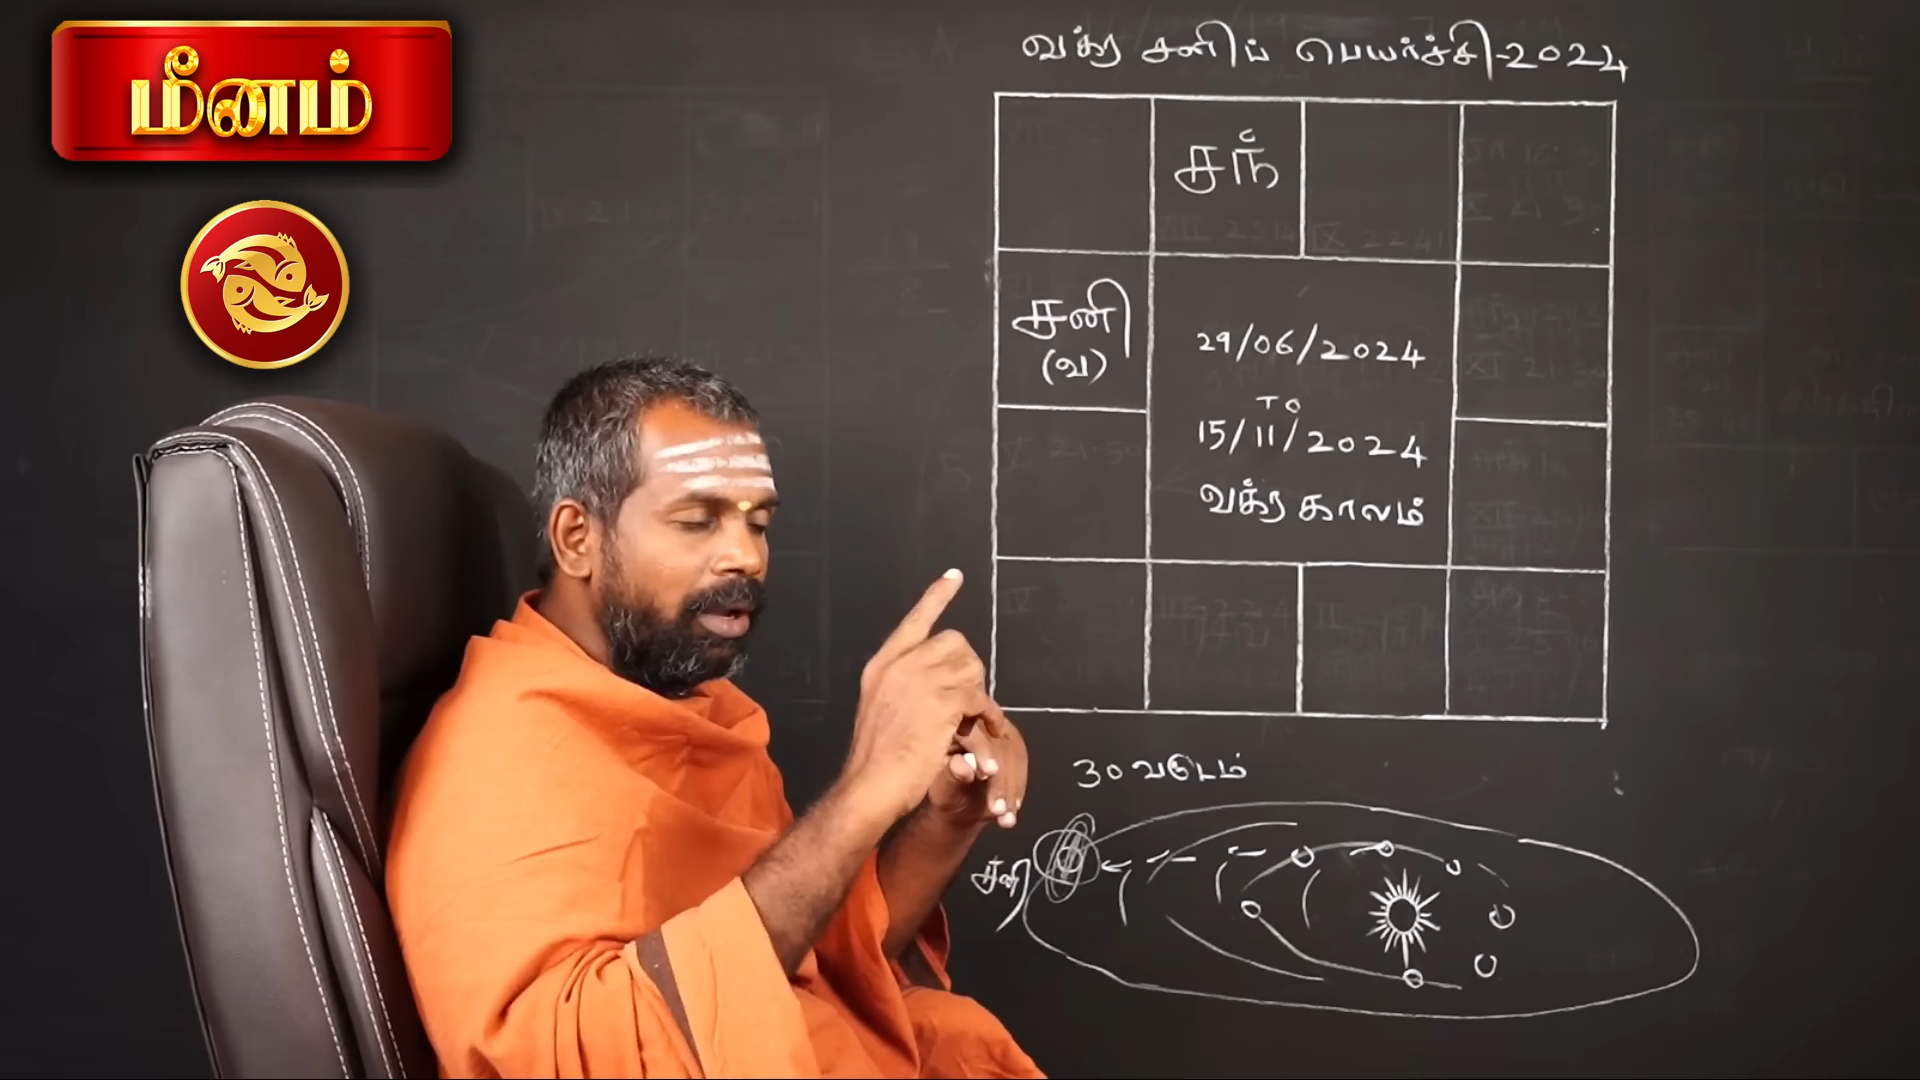 மீனம்
வக்ர சனிப் பெயர்ச்சி-2024
சந்
சனி
(வ)
29/06/2024
TO
15/11/2024
வக்ர காலம்
30 வருடம்
சனி